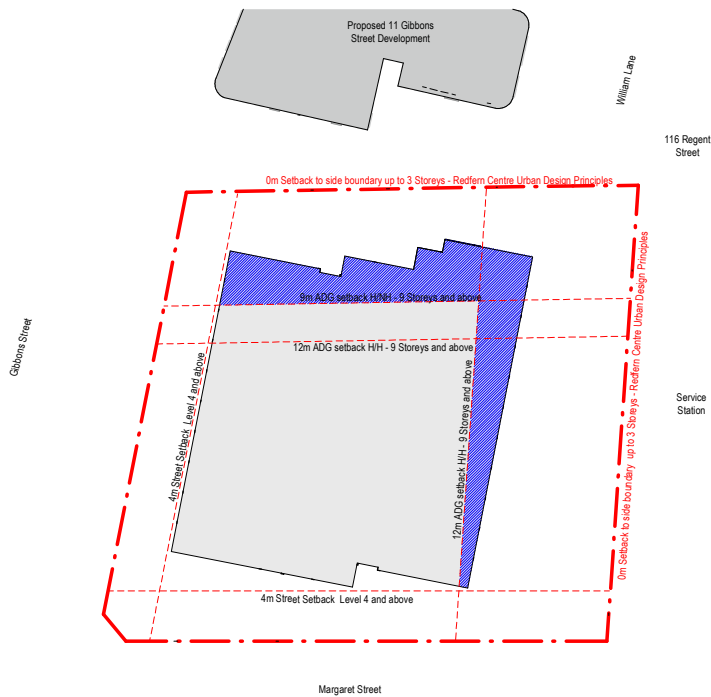 Proposed 11 Gibbons
Street Development
William Lane
116 Regent
Street
0m Setback to side boundary up to 3 Storeys - Redfern Centre Urban Design Principles
0m Setback to side boundary up to 3 Storeys - Redfern Centre Urban Design Principles
9m ADG setback H/NH - 9 Storeys and above
12m ADG setback H/H - 9 Storeys and above
Gibbons Street
4m Street Setback Level 4 and above
12m ADG setback H/H - 9 Storeys and above
Service
Station
4m Street Setback Level 4 and above
Margaret Street